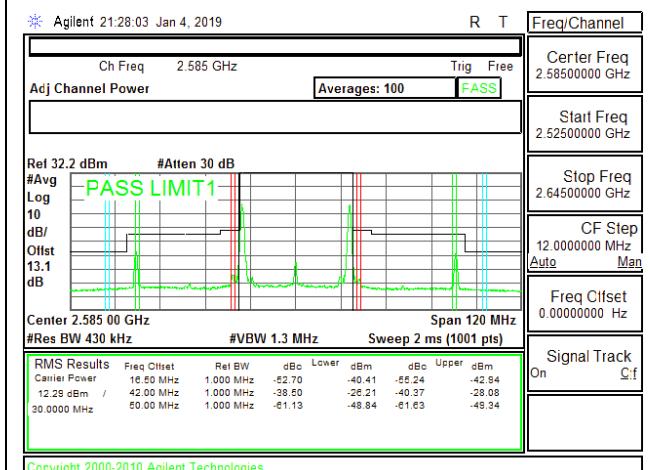 Agilent 21:28:03 Jan 4, 2019 R T
Freq/Channel
Ch Freq 2.585 GHz Trig Free
Adj Channel Power Averages: 100 PASS
Center Freq
2.58500000 GHz
Start Freq
2.52500000 GHz
Stop Freq
2.64500000 GHz
CF Step
12.0000000 MHz
Auto Man
Freq Offset
0.00000000 Hz
Signal Track
On Off
Ref 32.2 dBm #Atten 30 dB
#Avg
Log
10
dB/
Offst
13.1
dB
PASS LIMIT1
Center 2.585 00 GHz Span 120 MHz
#Res BW 430 kHz #VBW 1.3 MHz Sweep 2 ms (1001 pts)
RMS Results Freq Offset Ref BW dBc Lower dBm dBc Upper dBm
Carrier Power 16.50 MHz 1.000 MHz -52.70 -40.41 -55.24 -42.94
12.29 dBm / 42.00 MHz 1.000 MHz -38.50 -26.21 -40.37 -28.08
30.0000 MHz 50.00 MHz 1.000 MHz -61.13 -48.84 -61.63 -49.34
Copyright 2000-2010 Agilent Technologies